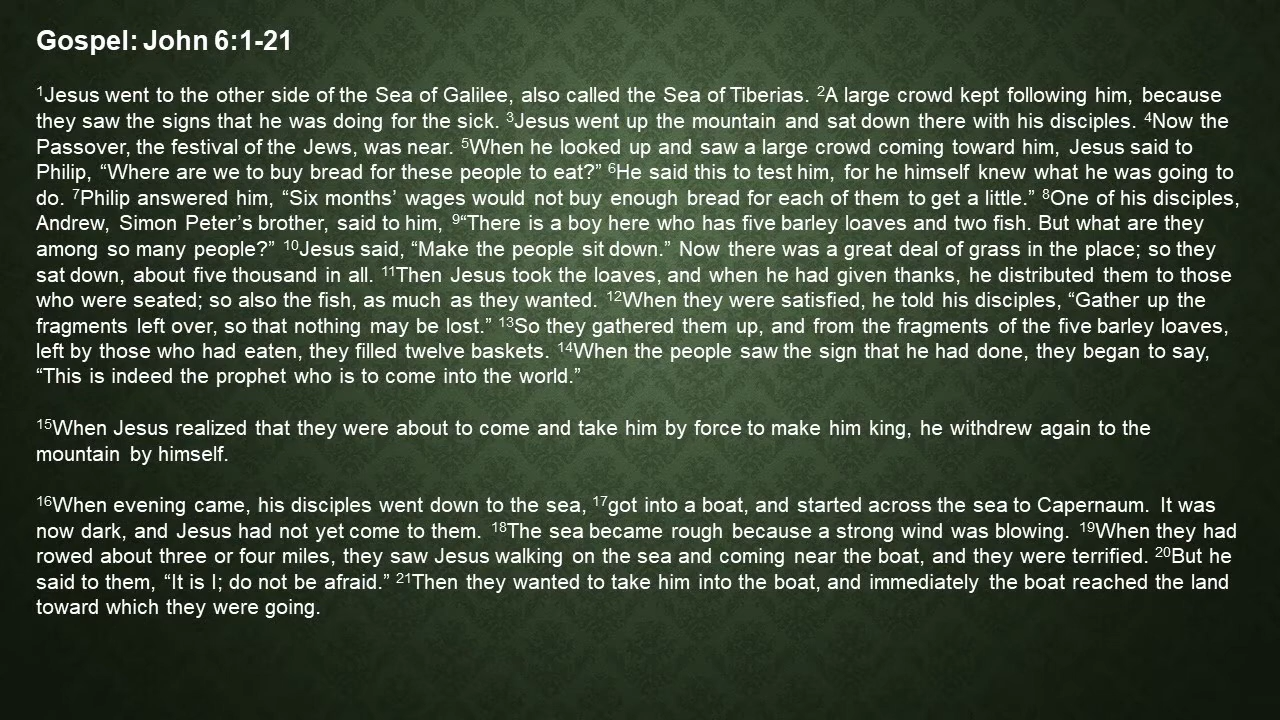 Gospel: John 6:1-21
¹Jesus went to the other side of the Sea of Galilee, also called the Sea of Tiberias. ²A large crowd kept following him, because
they saw the signs that he was doing for the sick. ³Jesus went up the mountain and sat down there with his disciples. ⁴Now the
Passover, the festival of the Jews, was near. ⁵When he looked up and saw a large crowd coming toward him, Jesus said to
Philip, “Where are we to buy bread for these people to eat?” ⁶He said this to test him, for he himself knew what he was going to
do. ⁷Philip answered him, “Six months’ wages would not buy enough bread for each of them to get a little.” ⁸One of his disciples,
Andrew, Simon Peter’s brother, said to him, ⁹“There is a boy here who has five barley loaves and two fish. But what are they
among so many people?” ¹⁰Jesus said, “Make the people sit down.” Now there was a great deal of grass in the place; so they
sat down, about five thousand in all. ¹¹Then Jesus took the loaves, and when he had given thanks, he distributed them to those
who were seated; so also the fish, as much as they wanted. ¹²When they were satisfied, he told his disciples, “Gather up the
fragments left over, so that nothing may be lost.” ¹³So they gathered them up, and from the fragments of the five barley loaves,
left by those who had eaten, they filled twelve baskets. ¹⁴When the people saw the sign that he had done, they began to say,
“This is indeed the prophet who is to come into the world.”
¹⁵When Jesus realized that they were about to come and take him by force to make him king, he withdrew again to the
mountain by himself.
¹⁶When evening came, his disciples went down to the sea, ¹⁷got into a boat, and started across the sea to Capernaum. It was
now dark, and Jesus had not yet come to them. ¹⁸The sea became rough because a strong wind was blowing. ¹⁹When they had
rowed about three or four miles, they saw Jesus walking on the sea and coming near the boat, and they were terrified. ²⁰But he
said to them, “It is I; do not be afraid.” ²¹Then they wanted to take him into the boat, and immediately the boat reached the land
toward which they were going.